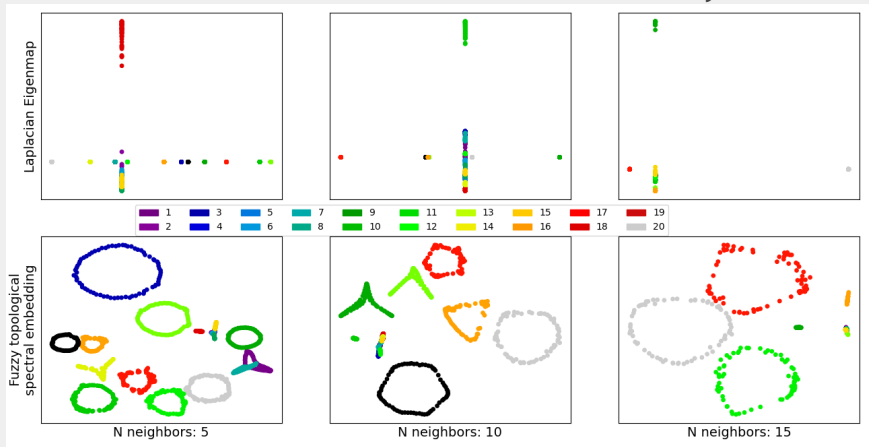 Laplacian Eigenmap
1 3 5 7 9 11 13 15 17 19
2 4 6 8 10 12 14 16 18 20
Fuzzy topological
spectral embedding
N neighbors: 5 N neighbors: 10 N neighbors: 15